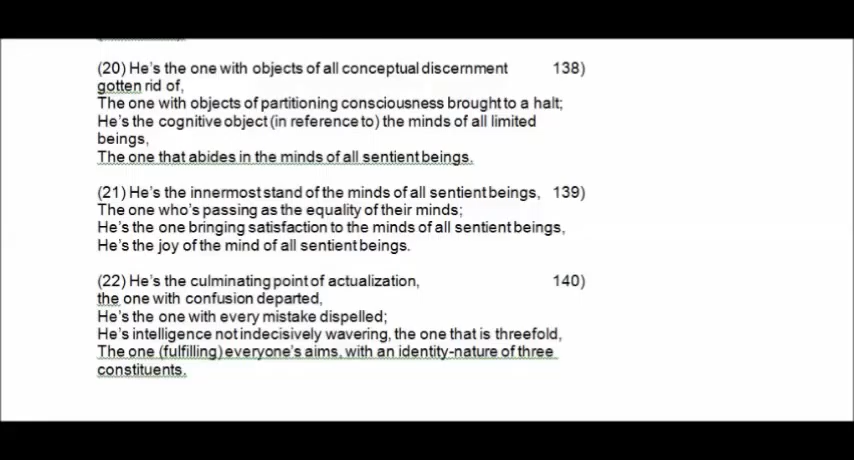 (20) He's the one with objects of all conceptual discernment 138)
gotten rid of,
The one with objects of partitioning consciousness brought to a halt;
He's the cognitive object (in reference to) the minds of all limited
beings,
The one that abides in the minds of all sentient beings.
(21) He's the innermost stand of the minds of all sentient beings, 139)
The one who's passing as the equality of their minds;
He's the one bringing satisfaction to the minds of all sentient beings,
He's the joy of the mind of all sentient beings.
(22) He's the culminating point of actualization, 140)
the one with confusion departed,
He's the one with every mistake dispelled;
He's intelligence not indecisively wavering, the one that is threefold,
The one (fulfilling) everyone's aims, with an identity-nature of three
constituents.